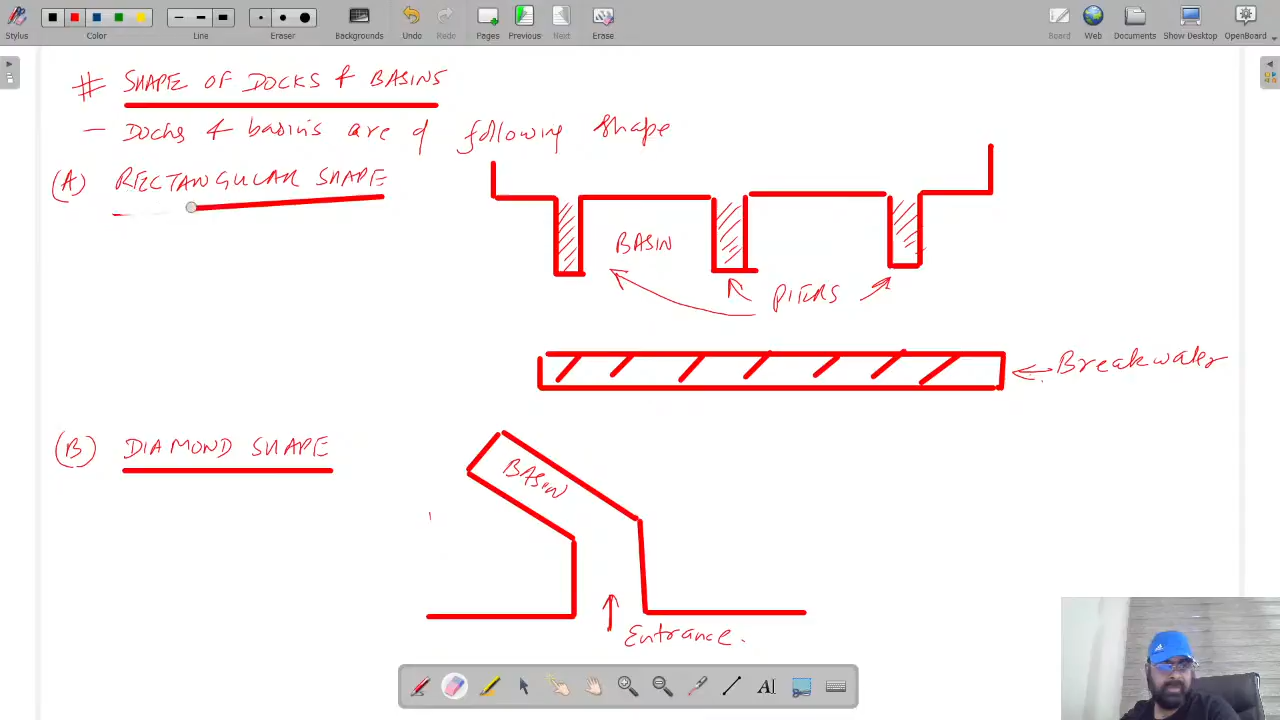 Stylus
Color
Line
Eraser
Backgrounds
Undo
Redo
Pages
Previous
Next
Erase
Board
Web
Documents
Show Desktop
OpenBoard
# SHAPE OF DOCKS & BASINS
- Docks & basins are of following shape
(A) RECTANGULAR SHAPE
BASIN
PIERS
Breakwater
(B) DIAMOND SHAPE
BASIN
Entrance.